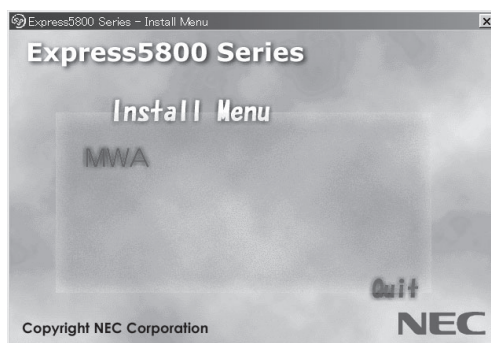 Express5800 Series - Install Menu
Express5800 Series
Install Menu
MWA
Quit
Copyright NEC Corporation
NEC